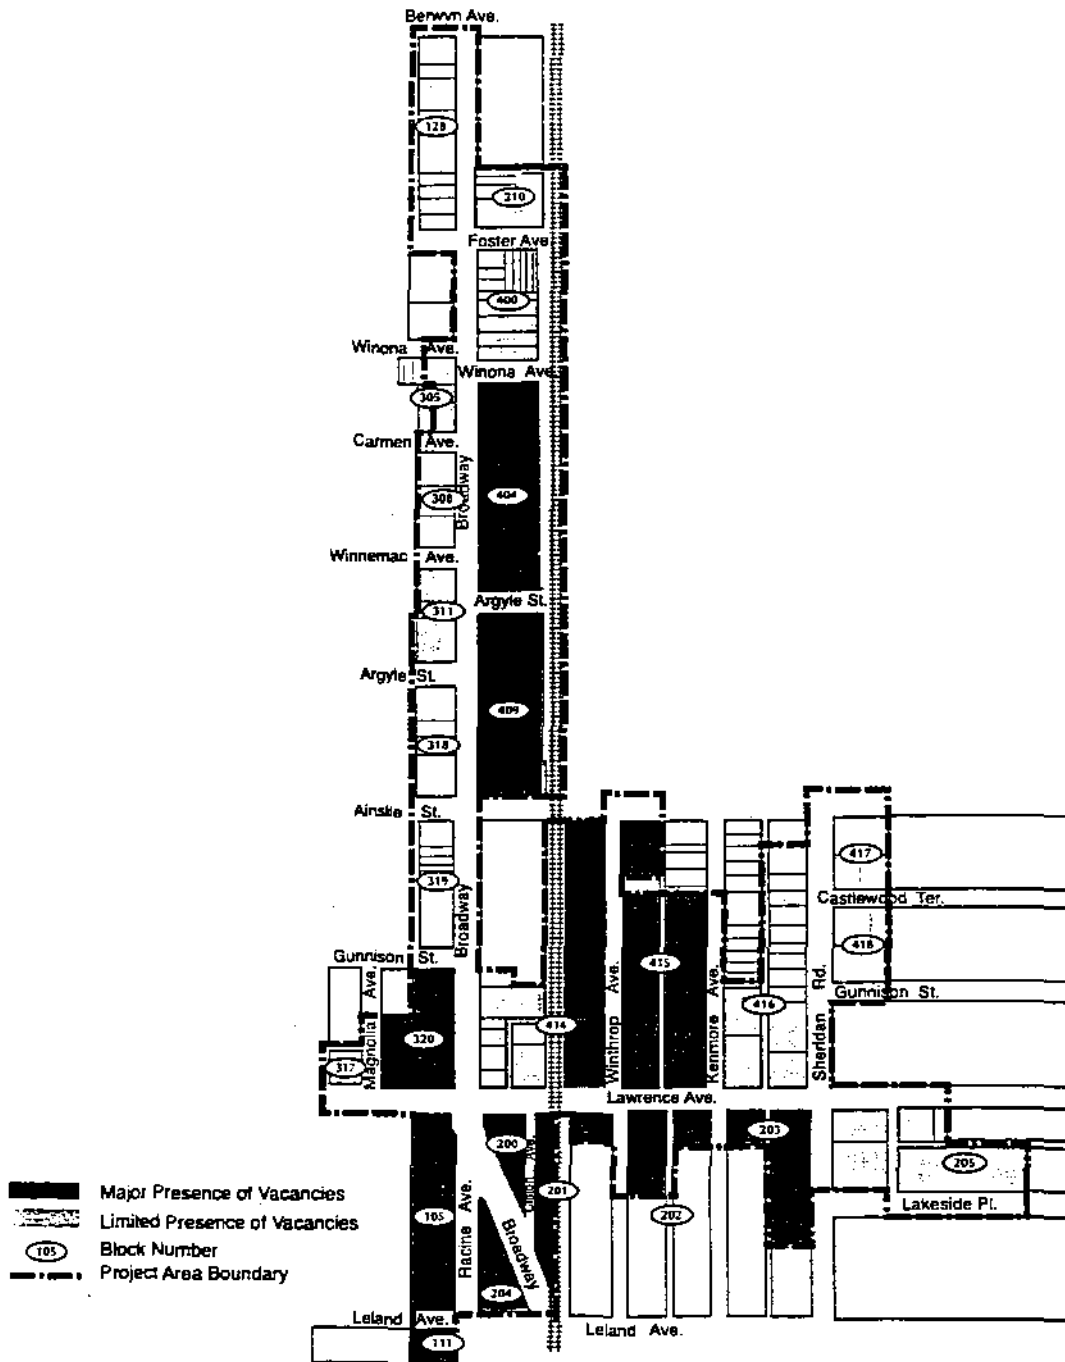 Berwyn Ave.
128
210
Foster Ave.
400
Winona Ave.
Winona Ave.
305
Carmen Ave.
Broadway
404
308
Winnemac Ave.
Argyle St.
311
Argyle St.
409
318
Ainslie St.
319
Broadway
417
Castlewood Ter.
418
Gunnison St.
Gunnison St.
Magnolia Ave.
320
317
414
Winthrop Ave.
415
Kenmore Ave.
416
Sheridan Rd.
Lawrence Ave.
200
203
201
205
Lakeside Pl.
202
105
Racine Ave.
Broadway
204
Leland Ave.
Leland Ave.
111
Major Presence of Vacancies
Limited Presence of Vacancies
105 Block Number
Project Area Boundary